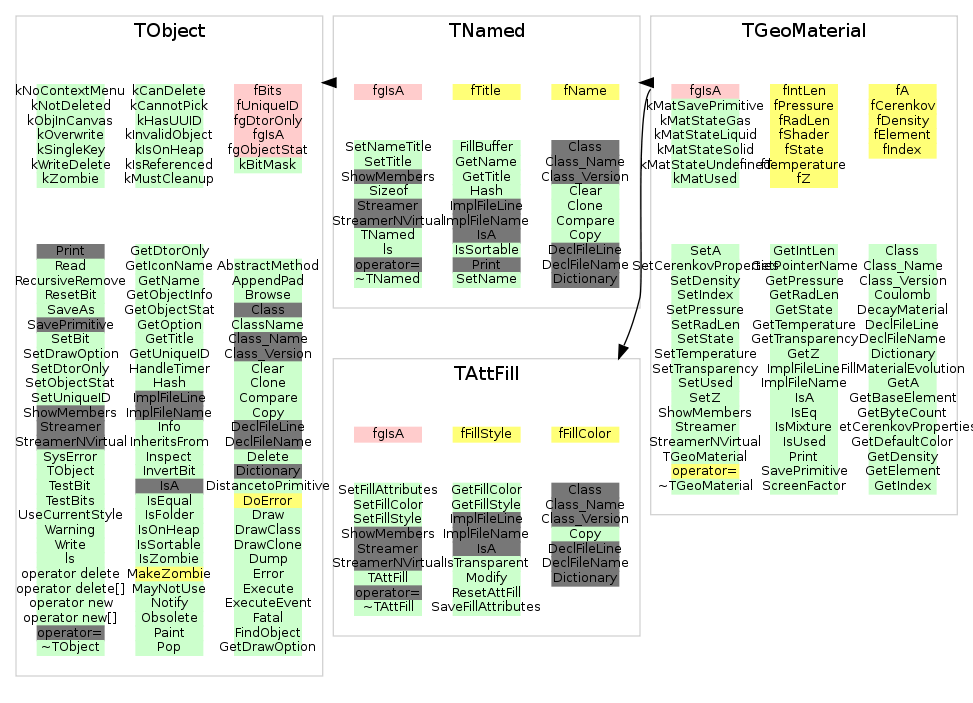 TObject
kNoContextMenu
kNotDeleted
kObjInCanvas
kOverwrite
kSingleKey
kWriteDelete
kZombie
kCanDelete
kCannotPick
kHasUUID
kInvalidObject
kIsOnHeap
kIsReferenced
kMustCleanup
fBits
fUniqueID
fgDtorOnly
fgIsA
fgObjectStat
kBitMask
Print
Read
RecursiveRemove
ResetBit
SaveAs
SavePrimitive
SetBit
SetDrawOption
SetDtorOnly
SetObjectStat
SetUniqueID
ShowMembers
Streamer
StreamerNVirtual
SysError
TObject
TestBit
TestBits
UseCurrentStyle
Warning
Write
ls
operator delete
operator delete[]
operator new
operator new[]
operator=
~TObject
GetDtorOnly
GetIconName
GetName
GetObjectInfo
GetObjectStat
GetOption
GetTitle
GetUniqueID
HandleTimer
Hash
ImplFileLine
ImplFileName
Info
InheritsFrom
Inspect
InvertBit
IsA
IsEqual
IsFolder
IsOnHeap
IsSortable
IsZombie
MakeZombie
MayNotUse
Notify
Obsolete
Paint
Pop
AbstractMethod
AppendPad
Browse
Class
ClassName
Class_Name
Class_Version
Clear
Clone
Compare
Copy
DeclFileLine
DeclFileName
Delete
Dictionary
DistancetoPrimitive
DoError
Draw
DrawClass
DrawClone
Dump
Error
Execute
ExecuteEvent
Fatal
FindObject
GetDrawOption
TNamed
fgIsA
fTitle
fName
SetNameTitle
SetTitle
ShowMembers
Sizeof
Streamer
StreamerNVirtual
TNamed
ls
operator=
~TNamed
FillBuffer
GetName
GetTitle
Hash
ImplFileLine
ImplFileName
IsA
IsSortable
Print
SetName
Class
Class_Name
Class_Version
Clear
Clone
Compare
Copy
DeclFileLine
DeclFileName
Dictionary
TAttFill
fgIsA
fFillStyle
fFillColor
SetFillAttributes
SetFillColor
SetFillStyle
ShowMembers
Streamer
StreamerNVirtual
TAttFill
operator=
~TAttFill
GetFillColor
GetFillStyle
ImplFileLine
ImplFileName
IsA
IsTransparent
Modify
ResetAttFill
SaveFillAttributes
Class
Class_Name
Class_Version
Copy
DeclFileLine
DeclFileName
Dictionary
TGeoMaterial
fgIsA
kMatSavePrimitive
kMatStateGas
kMatStateLiquid
kMatStateSolid
kMatStateUndefined
kMatUsed
fIntLen
fPressure
fRadLen
fShader
fState
fTemperature
fZ
fA
fCerenkov
fDensity
fElement
fIndex
SetA
SetCerenkovProperties
SetDensity
SetIndex
SetPressure
SetRadLen
SetState
SetTemperature
SetTransparency
SetUsed
SetZ
ShowMembers
Streamer
StreamerNVirtual
TGeoMaterial
operator=
~TGeoMaterial
GetIntLen
GetPointerName
GetPressure
GetRadLen
GetState
GetTemperature
GetTransparency
GetZ
ImplFileLine
ImplFileName
IsA
IsEq
IsMixture
IsUsed
Print
SavePrimitive
ScreenFactor
Class
Class_Name
Class_Version
Coulomb
DecayMaterial
DeclFileLine
DeclFileName
Dictionary
FillMaterialEvolution
GetA
GetBaseElement
GetByteCount
etCerenkovProperties
GetDefaultColor
GetDensity
GetElement
GetIndex